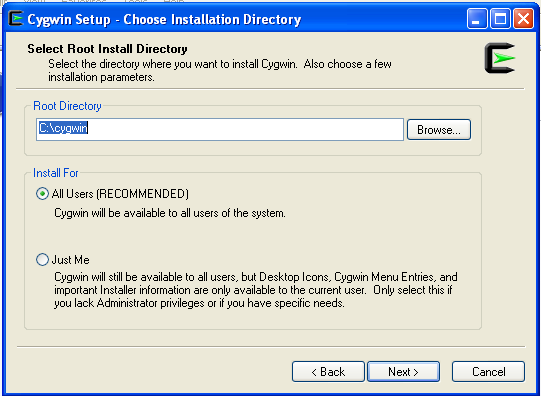 Cygwin Setup - Choose Installation Directory
Select Root Install Directory
Select the directory where you want to install Cygwin. Also choose a few
installation parameters.
Root Directory
C:\cygwin
Browse...
Install For
All Users (RECOMMENDED)
Cygwin will be available to all users of the system.
Just Me
Cygwin will still be available to all users, but Desktop Icons, Cygwin Menu Entries, and
important Installer information are only available to the current user. Only select this if
you lack Administrator privileges or if you have specific needs.
< Back
Next >
Cancel